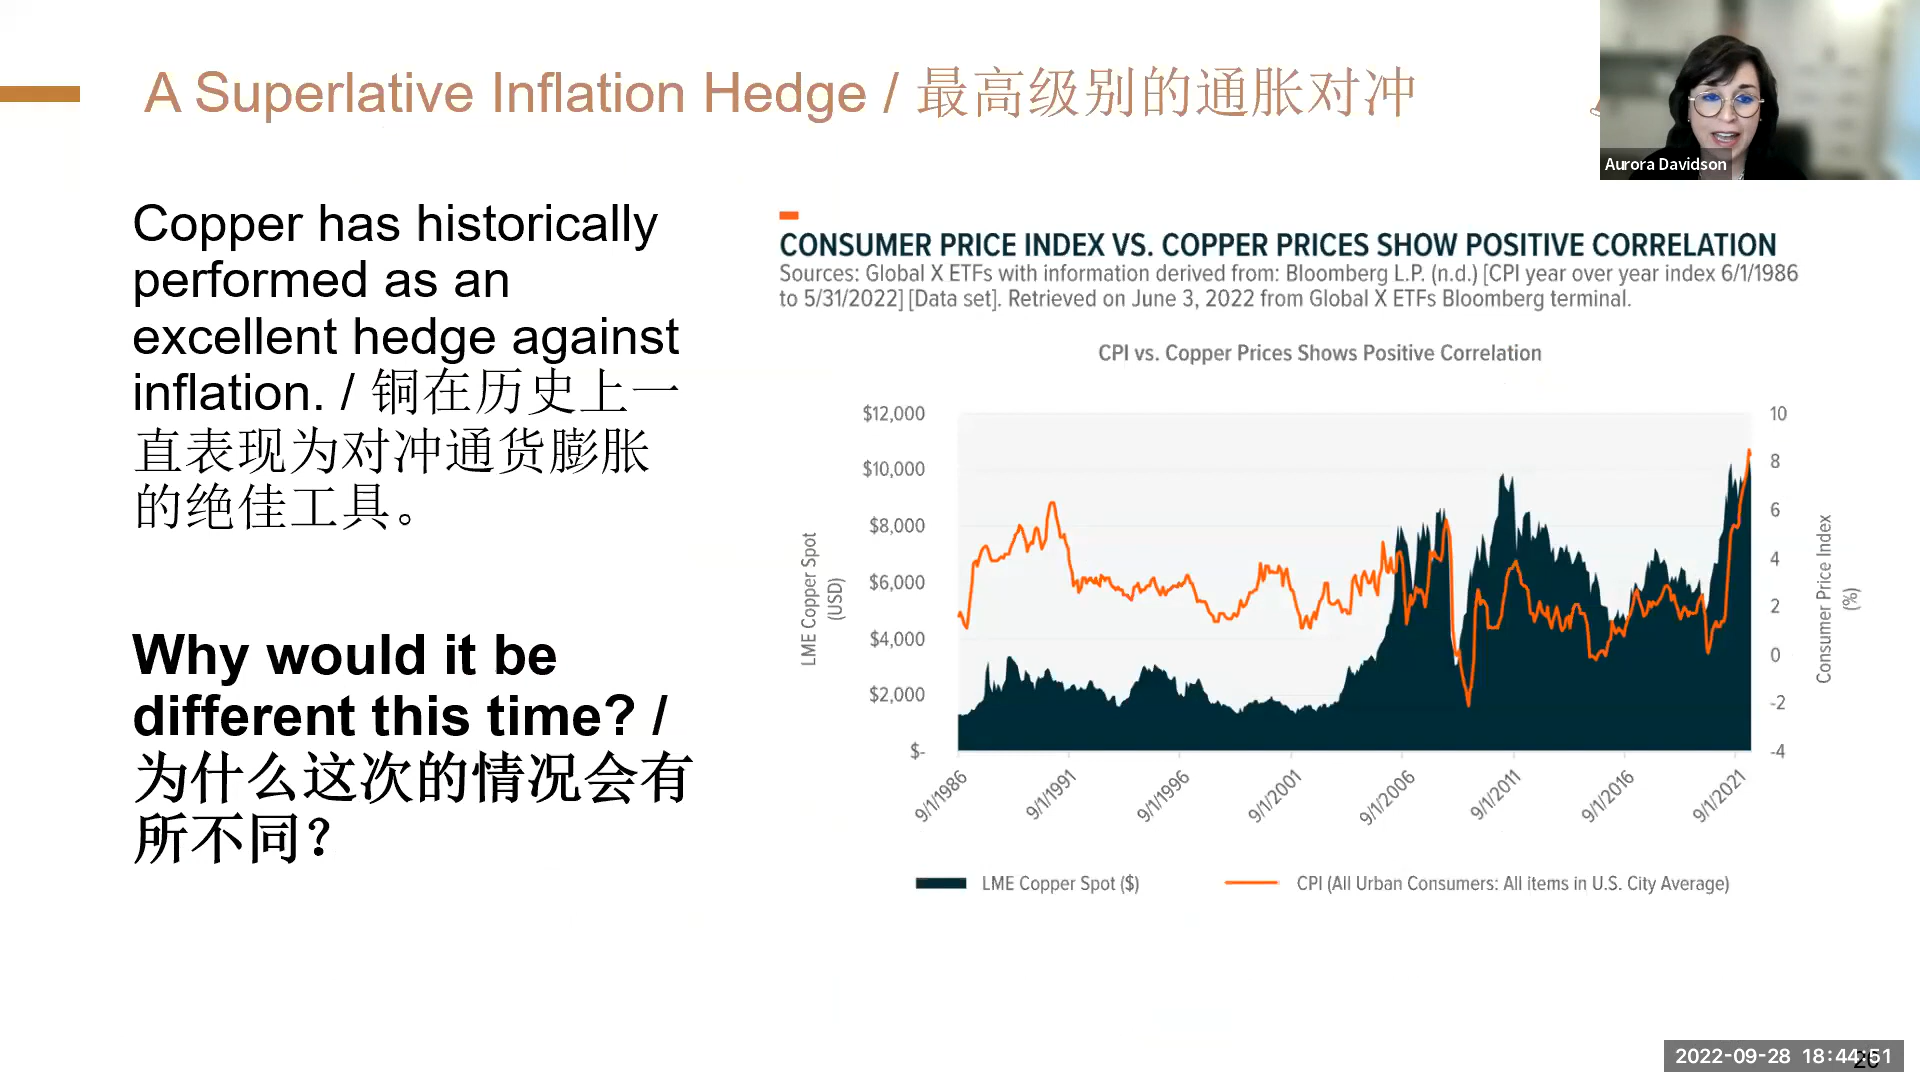 A Superlative Inflation Hedge / 最高级别的通胀对冲
Aurora Davidson
Copper has historically
performed as an
excellent hedge against
inflation. / 铜在历史上一
直表现为对冲通货膨胀
的绝佳工具。
Why would it be
different this time? /
为什么这次的情况会有
所不同?
CONSUMER PRICE INDEX VS. COPPER PRICES SHOW POSITIVE CORRELATION
Sources: Global X ETFs with information derived from: Bloomberg L.P. (n.d.) [CPI year over year index 6/1/1986
to 5/31/2022] [Data set]. Retrieved on June 3, 2022 from Global X ETFs Bloomberg terminal.
CPI vs. Copper Prices Shows Positive Correlation
LME Copper Spot
(USD)
$12,000
$10,000
$8,000
$6,000
$4,000
$2,000
$-
10
8
6
4
2
0
-2
-4
Consumer Price Index
(%)
9/1/1986
9/1/1991
9/1/1996
9/1/2001
9/1/2006
9/1/2011
9/1/2016
9/1/2021
LME Copper Spot ($)
CPI (All Urban Consumers: All items in U.S. City Average)
2022-09-28 18:44:51